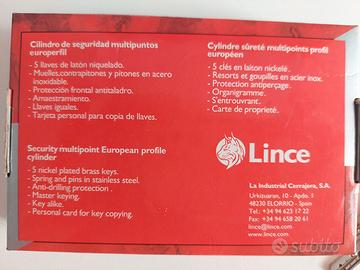 Cilindro de seguridad multipuntos
europerfil
- 5 llaves de latón niquelado.
- Muelles,contrapitones y pitones en acero
inoxidable.
- Protección frontal antitaladro.
- Amaestramiento.
- Llaves iguales.
- Tarjeta personal para copia de llaves.
Cylindre sûreté multipoints profil
européen
- 5 clés en laiton nickelé .
- Resorts et goupilles en acier inox.
- Protection antiperçage.
- Organigramme.
- S'entrouvrant.
- Carte de proprieté.
Security multipoint European profile
cylinder
- 5 nickel plated brass keys.
- Spring and pins in stainless steel.
- Anti-drilling protection .
- Master keying.
- Key alike.
- Personal card for key copying.
Lince
La Industrial Cerrajera, S.A.
Urkizuaran, 10 - Apdo. 1
48230 ELORRIO - Spain
Tel.: +34 94 623 17 22
Fax: +34 94 658 20 61
lince@lince.com
www.lince.com
subito